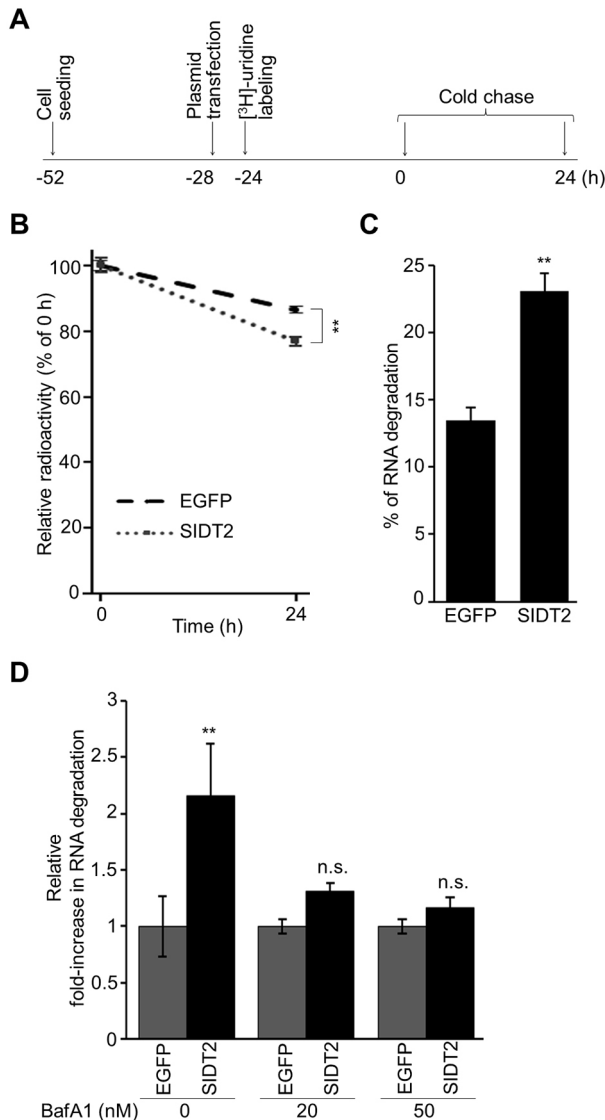 A
Cell
seeding
Plasmid
transfection
[³H]-uridine
labeling
Cold chase
-52
-28
-24
0
24 (h)
B
Relative radioactivity (% of 0 h)
100
80
60
40
20
0
**
EGFP
SIDT2
0
24
Time (h)
C
% of RNA degradation
25
20
15
10
5
0
**
EGFP
SIDT2
D
Relative
fold-increase in RNA degradation
3
2.5
2
1.5
1
0.5
0
**
n.s.
n.s.
EGFP
SIDT2
EGFP
SIDT2
EGFP
SIDT2
BafA1 (nM)
0
20
50